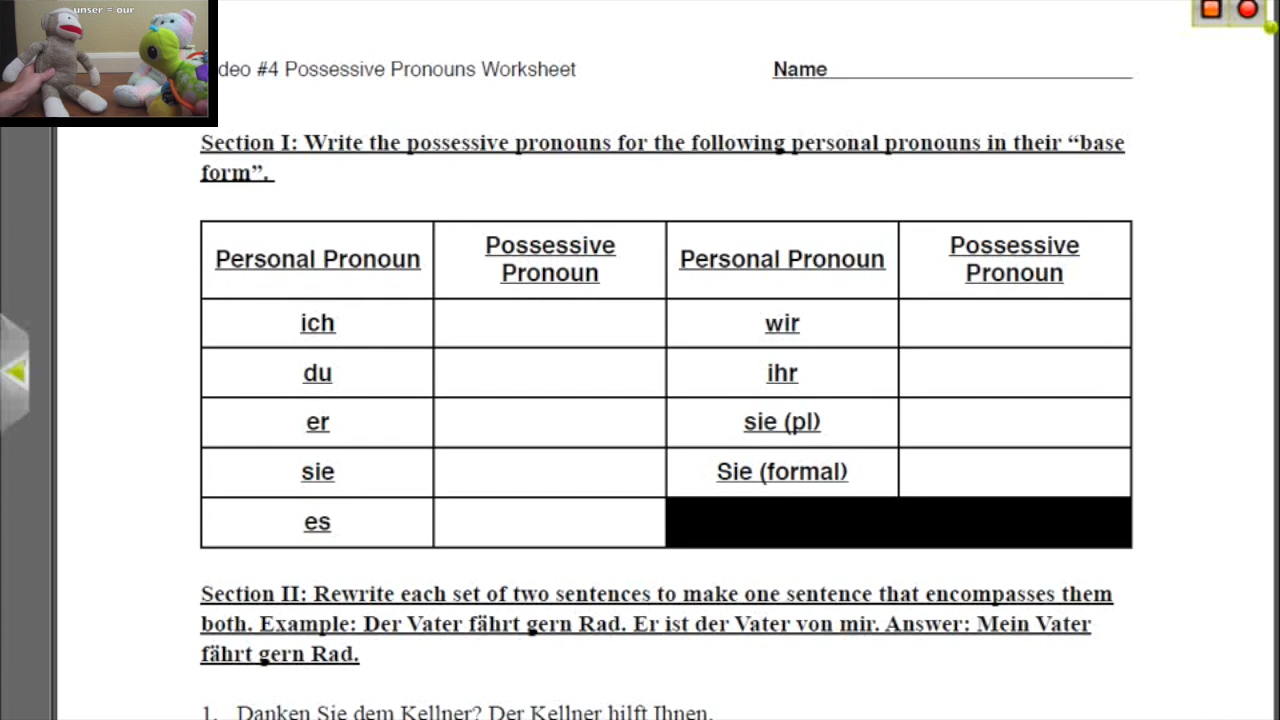 unser = our
deo #4 Possessive Pronouns Worksheet
Name
Section I: Write the possessive pronouns for the following personal pronouns in their “base
form”.
Personal Pronoun Possessive Pronoun Personal Pronoun Possessive Pronoun
ich wir
du ihr
er sie (pl)
sie Sie (formal)
es
Section II: Rewrite each set of two sentences to make one sentence that encompasses them
both. Example: Der Vater fährt gern Rad. Er ist der Vater von mir. Answer: Mein Vater
fährt gern Rad.
1. Danken Sie dem Kellner? Der Kellner hilft Ihnen.